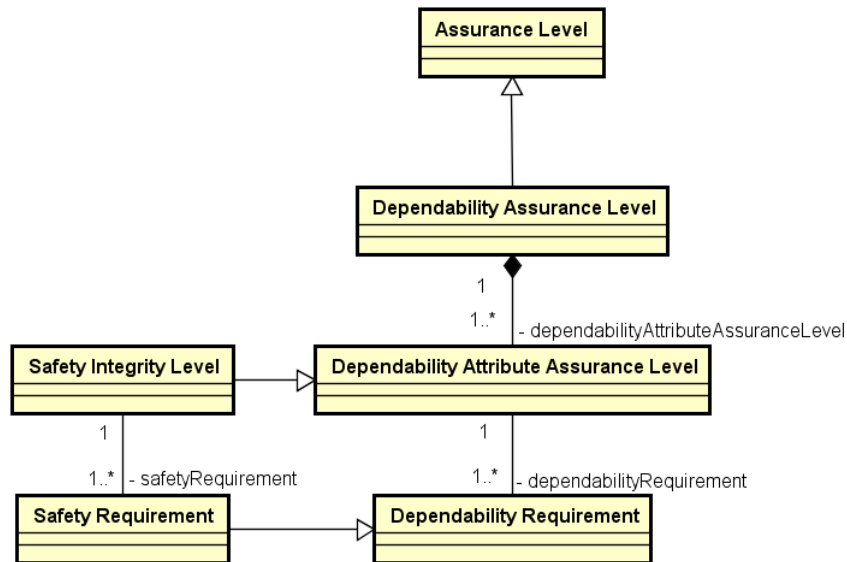 Assurance Level
Dependability Assurance Level
1
1..*
- dependabilityAttributeAssuranceLevel
Safety Integrity Level
Dependability Attribute Assurance Level
1
1
1..*
- safetyRequirement
1..*
- dependabilityRequirement
Safety Requirement
Dependability Requirement